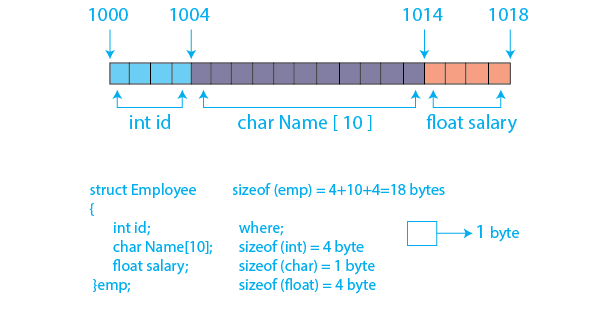 1000 1004 1014 1018
int id char Name [ 10 ] float salary
struct Employee sizeof (emp) = 4+10+4=18 bytes
{
int id; where;
char Name[10]; sizeof (int) = 4 byte
float salary; sizeof (char) = 1 byte
}emp; sizeof (float) = 4 byte
1 byte